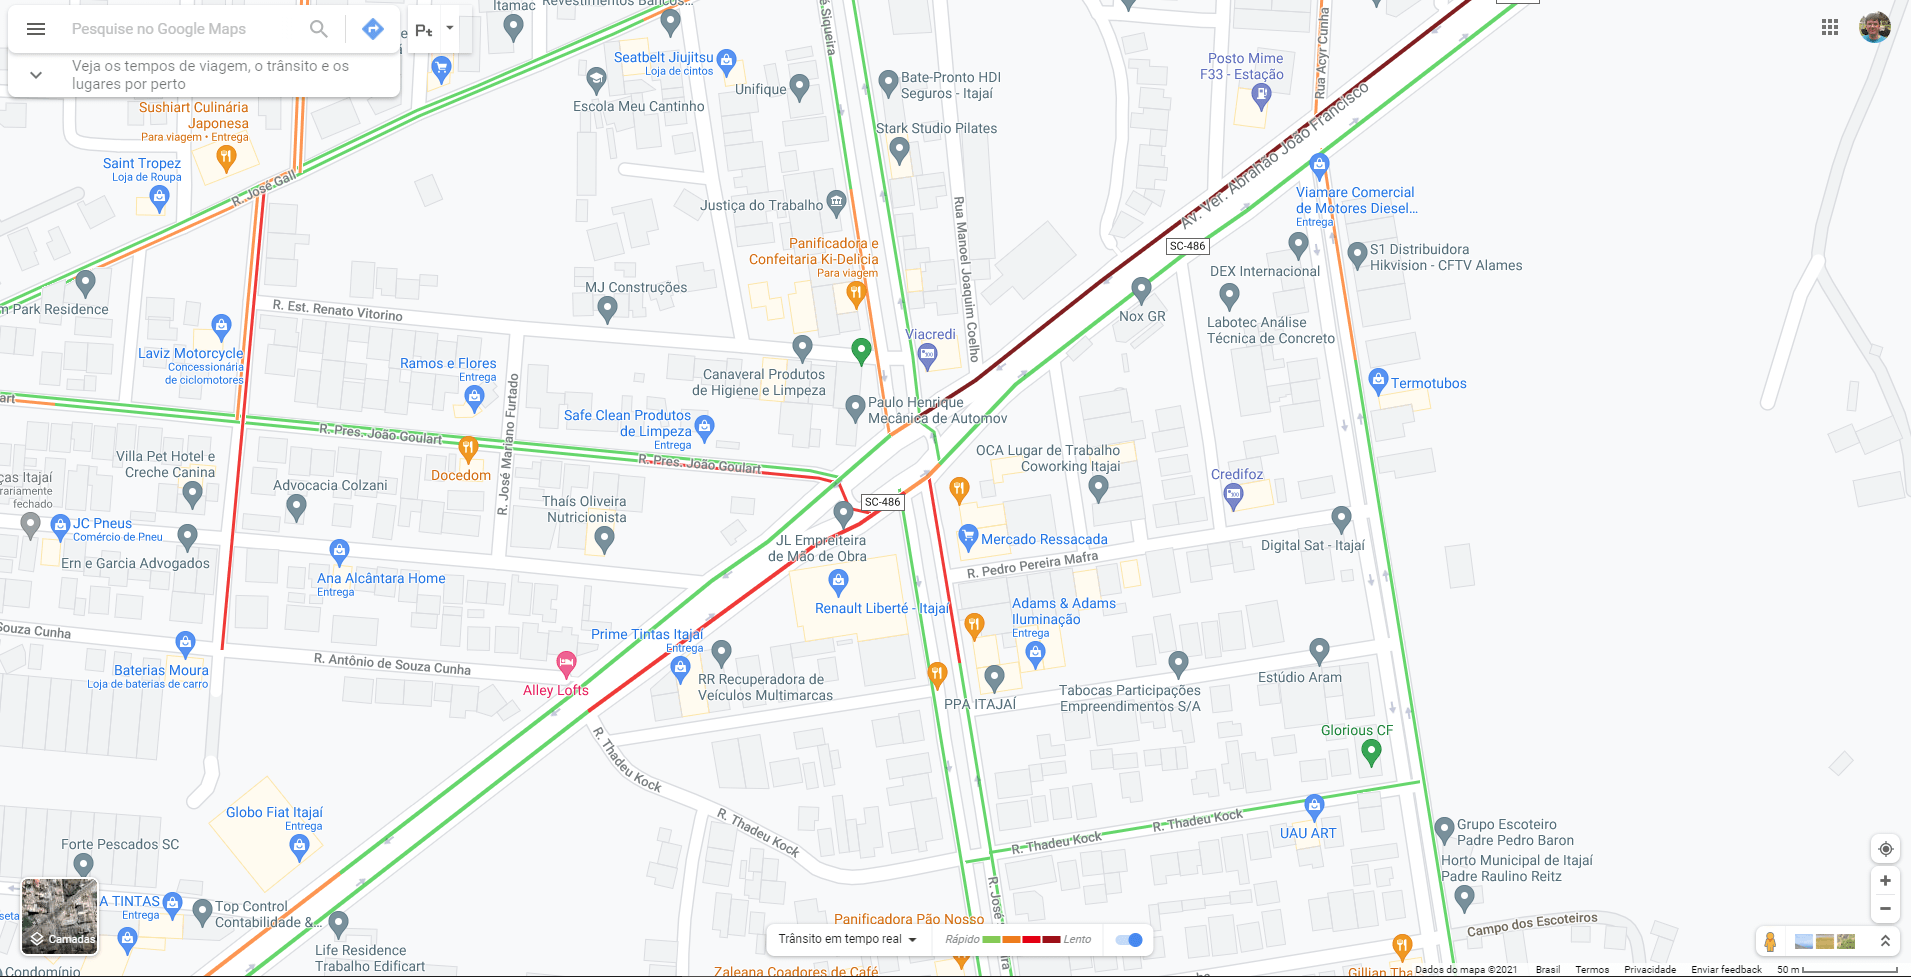 Itamac
Revestimentos Banco...
Pesquise no Google Maps
Veja os tempos de viagem, o trânsito e os
lugares por perto
Sushiart Culinária
Japonesa
Para viagem • Entrega
Saint Tropez
Loja de Roupa
R. José Gall
Seatbelt Jiujitsu
Loja de cintos
Escola Meu Cantinho
Unifique
Bate-Pronto HDI
Seguros - Itajaí
Stark Studio Pilates
Posto Mime
F33 - Estação
Rua Acyr Cunha
Av. Ver. Abrahão João Francisco
Viamare Comercial
de Motores Diesel...
Entrega
Justiça do Trabalho
Rua Manoel Joaquim Coelho
SC-486
Panificadora e
Confeitaria Ki-Delícia
Para viagem
DEX Internacional
S1 Distribuidora
Hikvision - CFTV Alames
MJ Construções
Park Residence
R. Est. Renato Vitorino
Nox GR
Labotec Análise
Técnica de Concreto
Viacredi
Laviz Motorcycle
Concessionária
de ciclomotores
Ramos e Flores
Entrega
Canaveral Produtos
de Higiene e Limpeza
Termotubos
Paulo Henrique
Mecânica de Automov
Safe Clean Produtos
de Limpeza
Entrega
R. José Mariano Furtado
R. Pres. João Goulart
R. Pres. João Goulart
Docedom
Villa Pet Hotel e
Creche Canina
OCA Lugar de Trabalho
Coworking Itajai
Credifoz
ças Itajaí
rariamente
fechado
Advocacia Colzani
Thaís Oliveira
Nutricionista
SC-486
JC Pneus
Comércio de Pneu
Ern e Garcia Advogados
JL Empreiteira
de Mão de Obra
Mercado Ressacada
Digital Sat - Itajaí
R. Pedro Pereira Mafra
Ana Alcântara Home
Entrega
Renault Liberté - Itajaí
Adams & Adams
Iluminação
Entrega
Souza Cunha
Prime Tintas Itajaí
Entrega
Baterias Moura
Loja de baterias de carro
R. Antônio de Souza Cunha
Alley Lofts
RR Recuperadora de
Veículos Multimarcas
PPA ITAJAÍ
Tabocas Participações
Empreendimentos S/A
Estúdio Aram
Glorious CF
R. Thadeu Kock
R. Thadeu Kock
R. Thadeu Kock
R. Thadeu Kock
Globo Fiat Itajaí
Entrega
UAU ART
Forte Pescados SC
Grupo Escoteiro
Padre Pedro Baron
Horto Municipal de Itajaí
Padre Raulino Reitz
A TINTAS
Entrega
Top Control
Contabilidade &...
Camadas
Life Residence
Trabalho Edificart
Condomínio
Panificadora Pão Nosso
Trânsito em tempo real
Rápido
Lento
Zaleana Coadores de Café
Campo dos Escoteiros
Gillian Tha
Dados do mapa ©2021 Brasil Termos Privacidade Enviar feedback 50 m